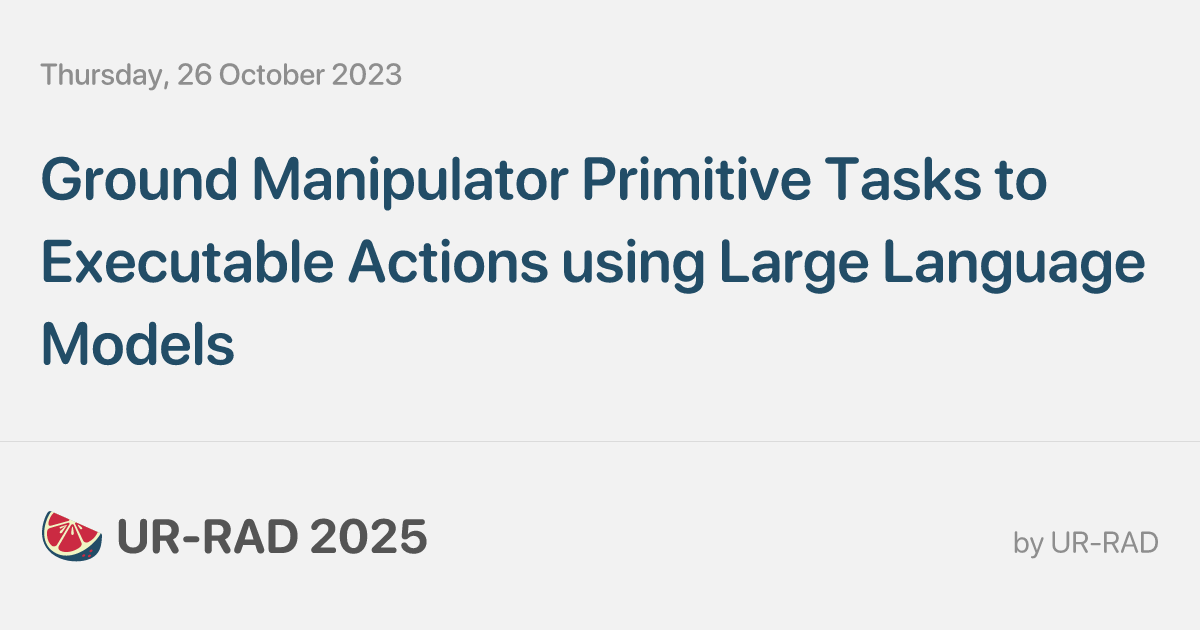 Thursday, 26 October 2023
Ground Manipulator Primitive Tasks to
Executable Actions using Large Language
Models
UR-RAD 2025
by UR-RAD